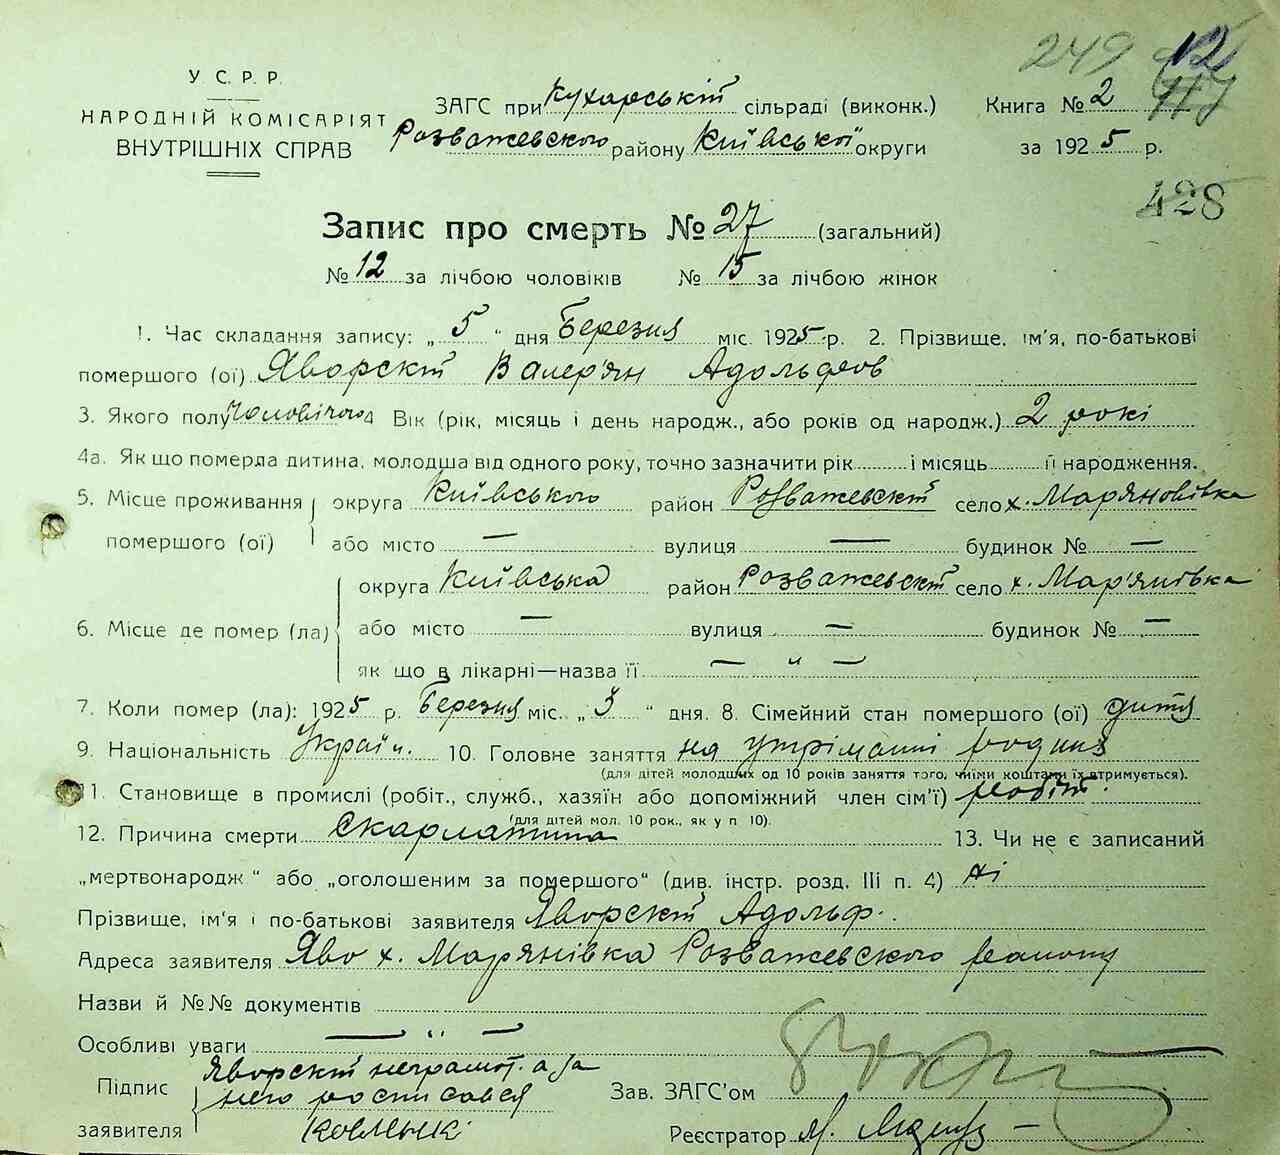 249 12
У С. Р. Р.
НАРОДНІЙ КОМІСАРІЯТ
ВНУТРІШНІХ СПРАВ
ЗАГС при Кухарській сільраді (виконк.)
Розважевского району Київської округи
Книга № 2
за 1925 р.
428
Запис про смерть № 27 (загальний)
№ 12 за лічбою чоловіків № 15 за лічбою жінок
1. Час складання запису: „ 5 " дня Березня міс. 1925 р. 2. Прізвище, ім'я, по-батькові
помершого (ої) Яворскі Валер'ян Адольфов
3. Якого полу Чоловічого 4 Вік (рік, місяць і день народж., або років од народж.) 2 рокі
4а. Як що померла дитина, молодша від одного року, точно зазначити рік і місяць її народження.
5. Місце проживання округа Київського район Розважевскі село х. Маряновівка
помершого (ої) або місто — вулиця — будинок № —
округа Київська район Розважевскі село х. Мар'янівка
6. Місце де помер (ла) або місто — вулиця — будинок № —
як що в лікарні—назва її — " —
7. Коли помер (ла): 1925 р. Березня міс. „ 3 " дня. 8. Сімейний стан помершого (ої) дитя
9. Національність Україн. 10. Головне заняття на утріманні родини
(для дітей молодших од 10 років заняття того, чиїми коштами їх втримується).
11. Становище в промислі (робіт., служб., хазяїн або допоміжний член сім'ї) робіт.
(для дітей мол. 10 рок., як у п 10).
12. Причина смерти Скарлатина 13. Чи не є записаний
„мертвонародж " або „оголошеним за помершого" (див. інстр. розд. III п. 4) ні
Прізвище, ім'я і по-батькові заявителя Яворскі Адольф.
Адреса заявителя Яво х. Марянівка Розважевского району
Назви й №№ документів
Особливі уваги — " —
Підпис
заявителя
Яворскі неграмот. а за
него росписався
Ковмык
Зав. ЗАГС'ом
Реєстратор М.